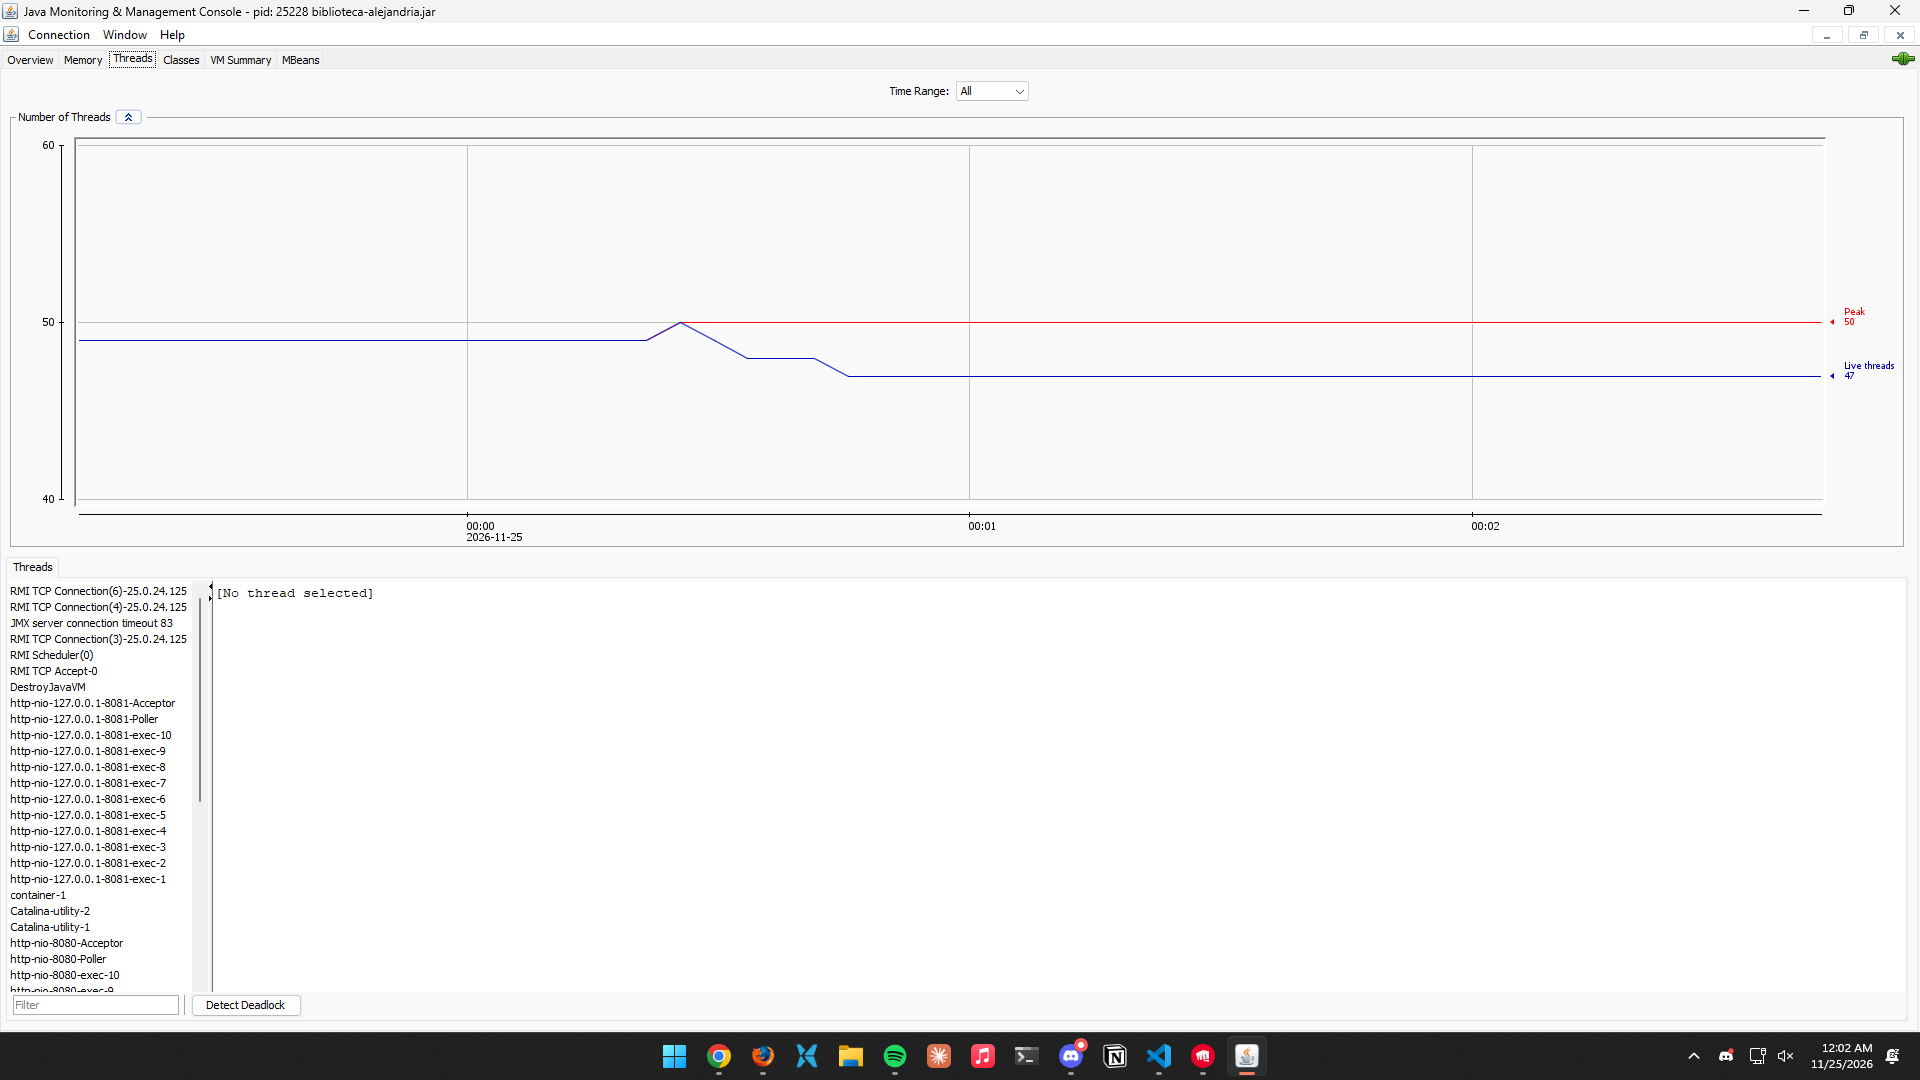 Java Monitoring & Management Console - pid: 25228 biblioteca-alejandria.jar
Connection Window Help
Overview Memory Threads Classes VM Summary MBeans
Time Range: All
Number of Threads
60
50
40
Peak
50
Live threads
47
00:00 00:01 00:02
2026-11-25
Threads
RMI TCP Connection(6)-25.0.24.125
RMI TCP Connection(4)-25.0.24.125
JMX server connection timeout 83
RMI TCP Connection(3)-25.0.24.125
RMI Scheduler(0)
RMI TCP Accept-0
DestroyJavaVM
http-nio-127.0.0.1-8081-Acceptor
http-nio-127.0.0.1-8081-Poller
http-nio-127.0.0.1-8081-exec-10
http-nio-127.0.0.1-8081-exec-9
http-nio-127.0.0.1-8081-exec-8
http-nio-127.0.0.1-8081-exec-7
http-nio-127.0.0.1-8081-exec-6
http-nio-127.0.0.1-8081-exec-5
http-nio-127.0.0.1-8081-exec-4
http-nio-127.0.0.1-8081-exec-3
http-nio-127.0.0.1-8081-exec-2
http-nio-127.0.0.1-8081-exec-1
container-1
Catalina-utility-2
Catalina-utility-1
http-nio-8080-Acceptor
http-nio-8080-Poller
http-nio-8080-exec-10
http-nio-8080-exec-9
[No thread selected]
Filter
Detect Deadlock
12:02 AM
11/25/2026